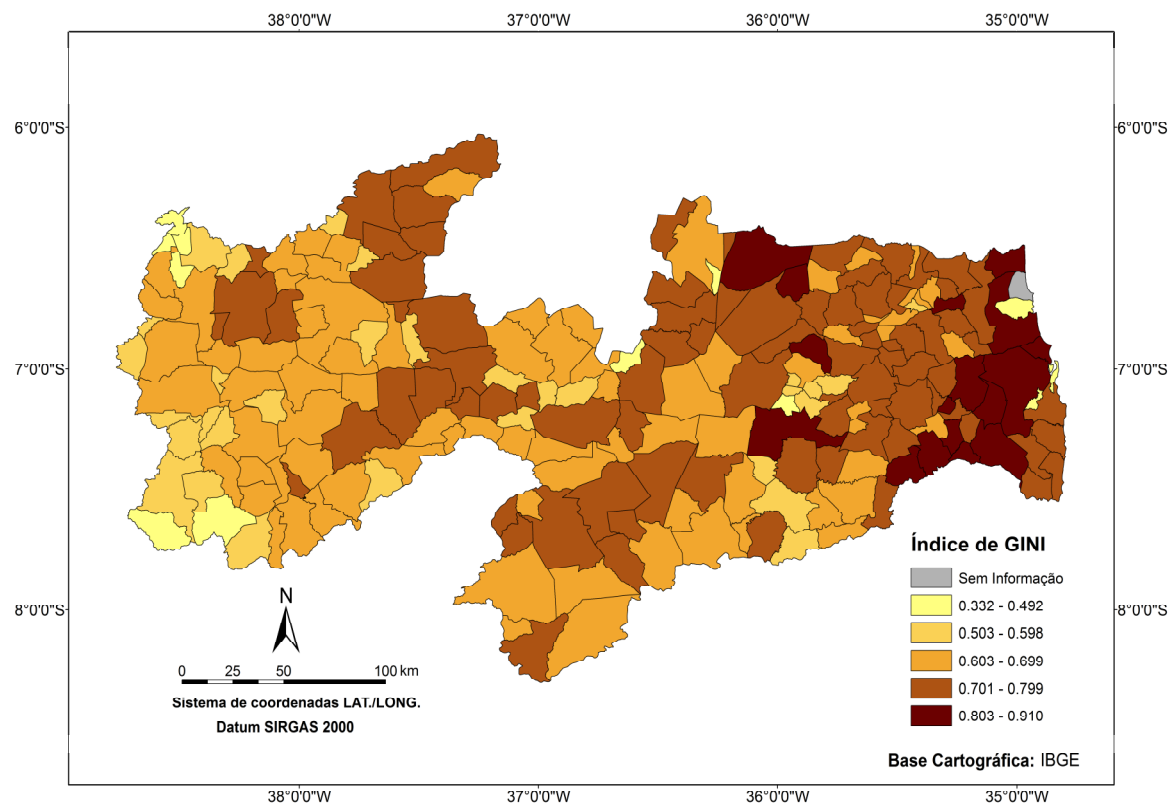 38°0'0"W 37°0'0"W 36°0'0"W 35°0'0"W
6°0'0"S 6°0'0"S
7°0'0"S 7°0'0"S
8°0'0"S 8°0'0"S
N
0 25 50 100 km
Sistema de coordenadas LAT./LONG.
Datum SIRGAS 2000
Índice de GINI
Sem Informação
0.332 - 0.492
0.503 - 0.598
0.603 - 0.699
0.701 - 0.799
0.803 - 0.910
Base Cartográfica: IBGE
38°0'0"W 37°0'0"W 36°0'0"W 35°0'0"W